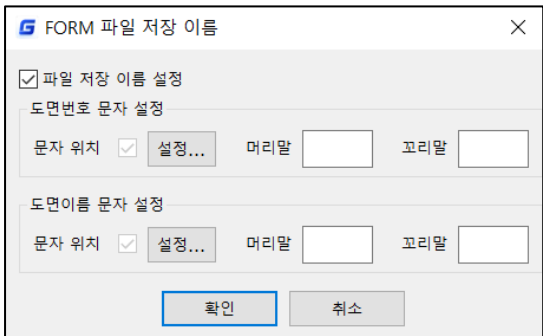 FORM 파일 저장 이름
파일 저장 이름 설정
도면번호 문자 설정
문자 위치 설정... 머리말 꼬리말
도면이름 문자 설정
문자 위치 설정... 머리말 꼬리말
확인 취소